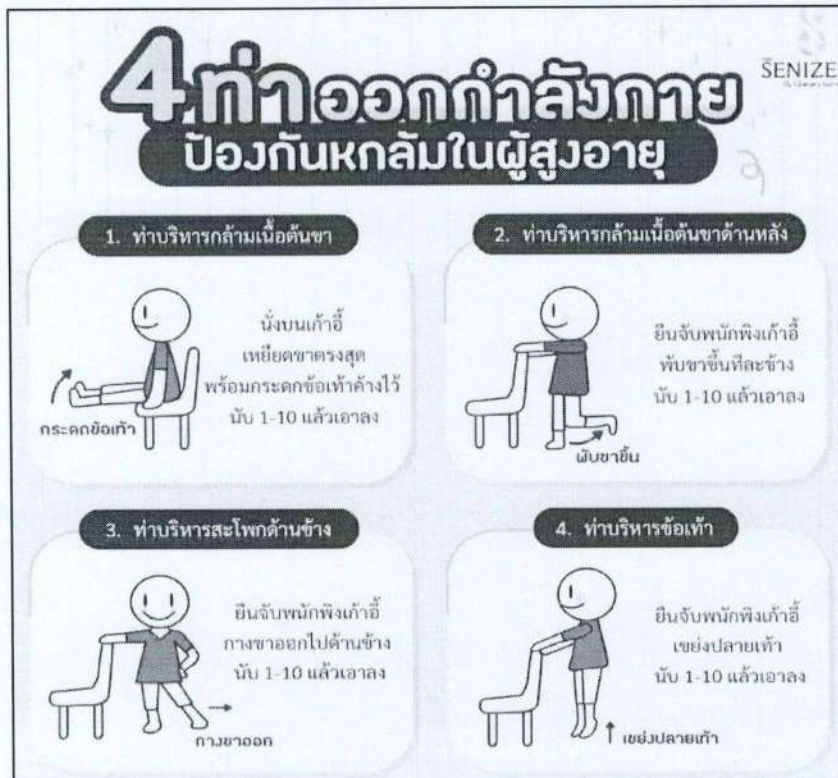 4 ท่า ออกกำลังกาย
SENIZE
ป้องกันหกล้มในผู้สูงอายุ
1. ท่าบริหารกล้ามเนื้อต้นขา
นั่งบนเก้าอี้
เหยียดขาตรงสุด
พร้อมกระดกข้อเท้าค้างไว้
นับ 1-10 แล้วเอาลง
กระดกข้อเท้า
2. ท่าบริหารกล้ามเนื้อต้นขาด้านหลัง
ยืนจับพนักพิงเก้าอี้
พับขาขึ้นทีละข้าง
นับ 1-10 แล้วเอาลง
พับขาขึ้น
3. ท่าบริหารสะโพกด้านข้าง
ยืนจับพนักพิงเก้าอี้
กางขาออกไปด้านข้าง
นับ 1-10 แล้วเอาลง
กางขาออก
4. ท่าบริหารข้อเท้า
ยืนจับพนักพิงเก้าอี้
เขย่งปลายเท้า
นับ 1-10 แล้วเอาลง
เขย่งปลายเท้า